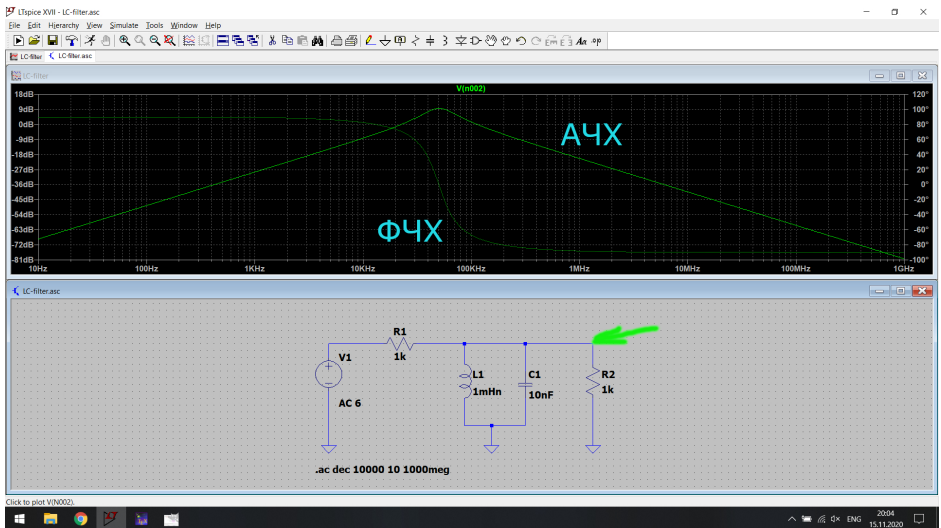 LTspice XVII - LC-filter.asc
File Edit Hierarchy View Simulate Tools Window Help
LC-filter LC-filter.asc
LC-filter
V(n002)
18dB
9dB
0dB
-9dB
-18dB
-27dB
-36dB
-45dB
-54dB
-63dB
-72dB
-81dB
120°
100°
80°
60°
40°
20°
0°
-20°
-40°
-60°
-80°
-100°
АЧХ
ФЧХ
10Hz 100Hz 1KHz 10KHz 100KHz 1MHz 10MHz 100MHz 1GHz
LC-filter.asc
R1
1k
V1
AC 6
L1
1mHn
C1
10nF
R2
1k
.ac dec 10000 10 1000meg
Click to plot V(N002).
ENG
20:04
15.11.2020